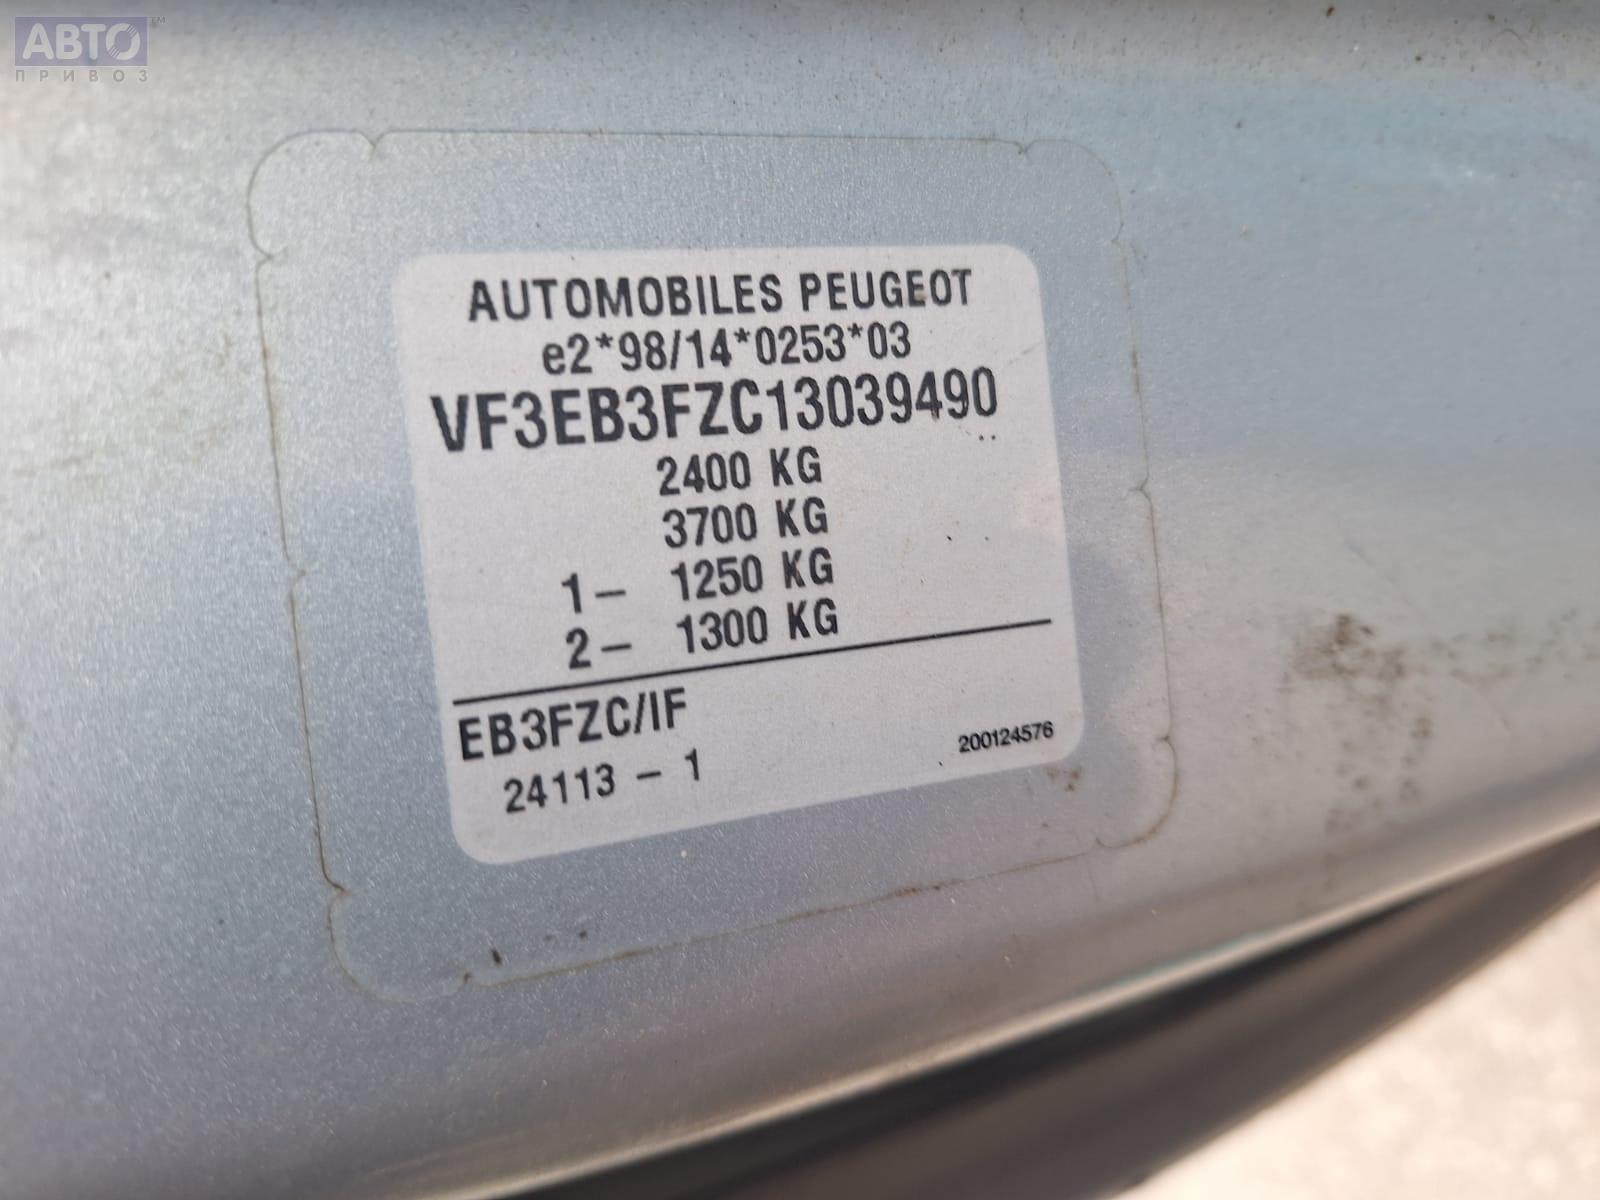 АВТО™
ПРИВОЗ
AUTOMOBILES PEUGEOT
e2*98/14*0253*03
VF3EB3FZC13039490
2400 KG
3700 KG
1– 1250 KG
2– 1300 KG
EB3FZC/IF
24113 – 1
200124576